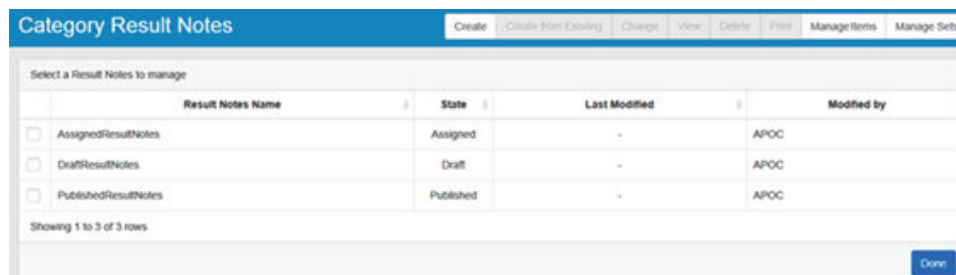 Category Result Notes Create Create from Existing Change View Delete Print Manage Items Manage Sets
Select a Result Notes to manage
Result Notes Name State Last Modified Modified by
AssignedResultNotes Assigned - APOC
DraftResultNotes Draft - APOC
PublishedResultNotes Published - APOC
Showing 1 to 3 of 3 rows
Done